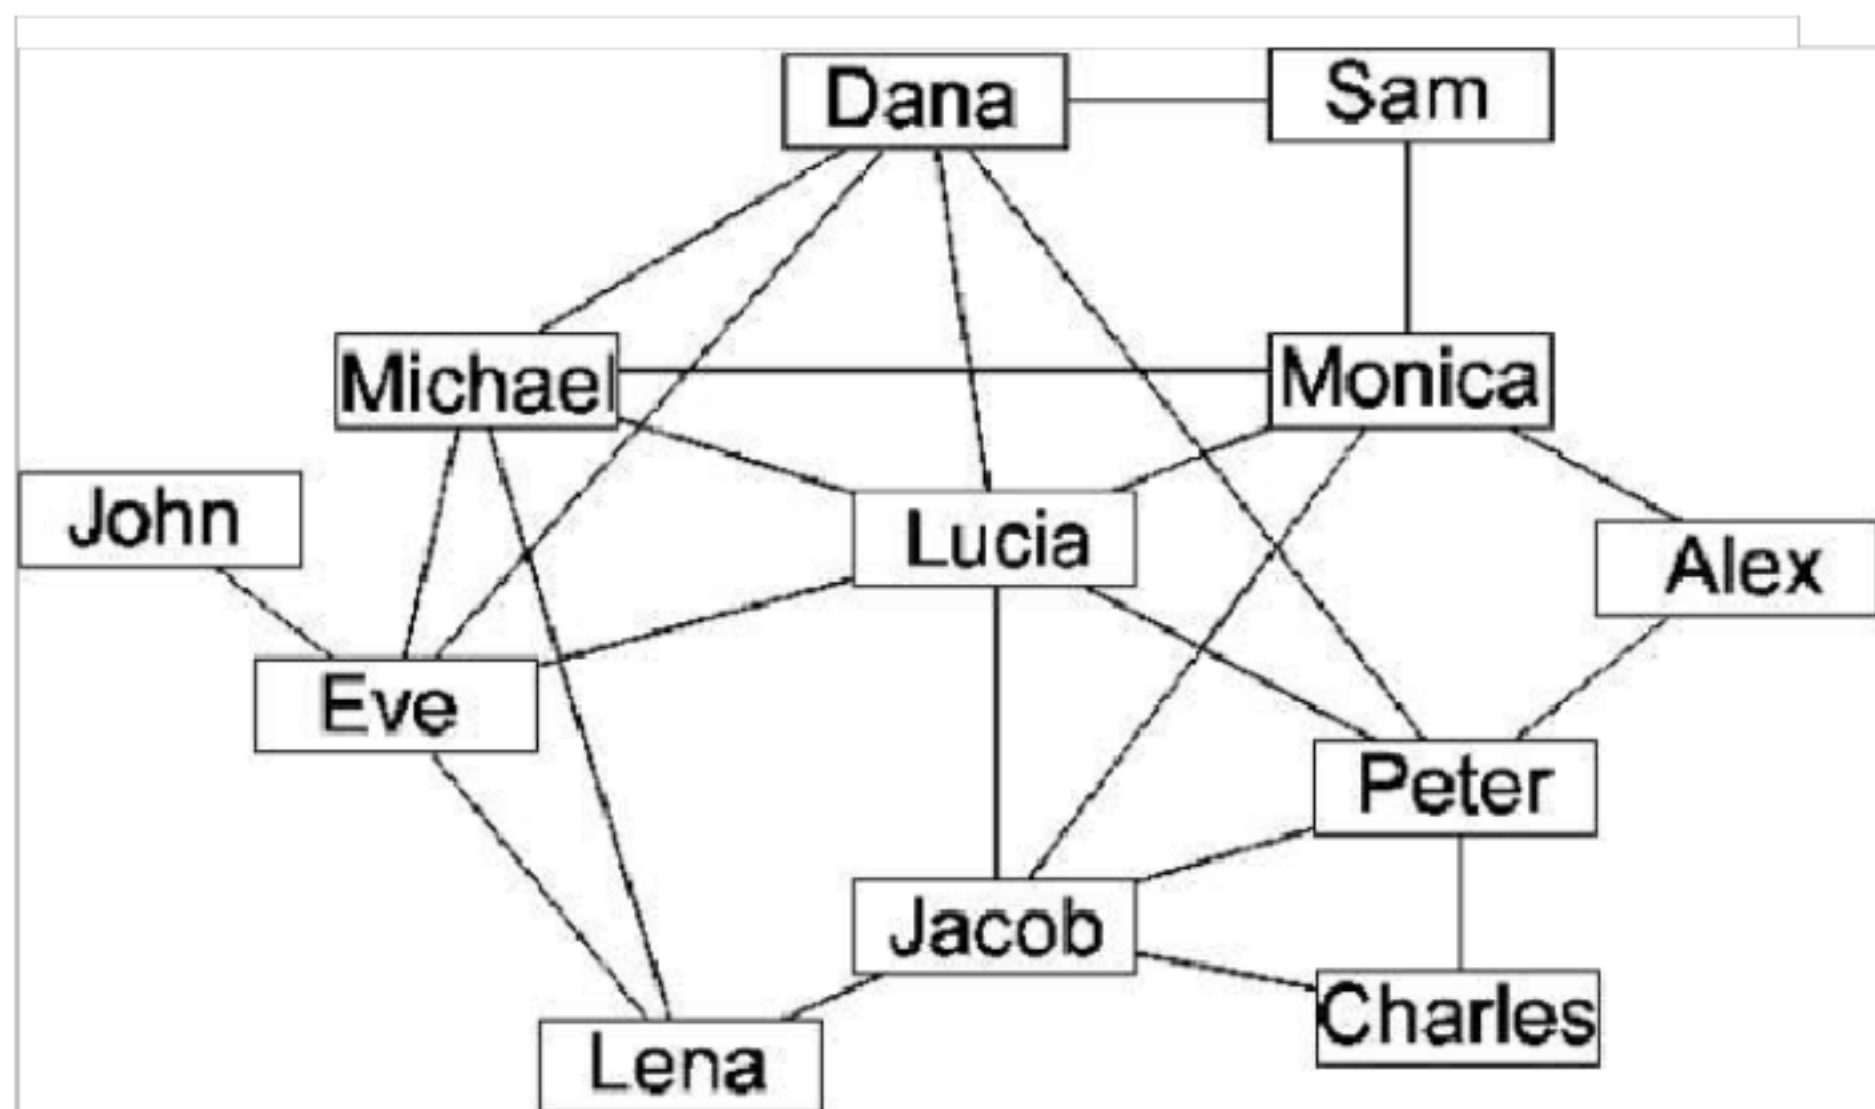 Dana
Sam
Michael
Monica
John
Lucia
Alex
Eve
Peter
Jacob
Charles
Lena